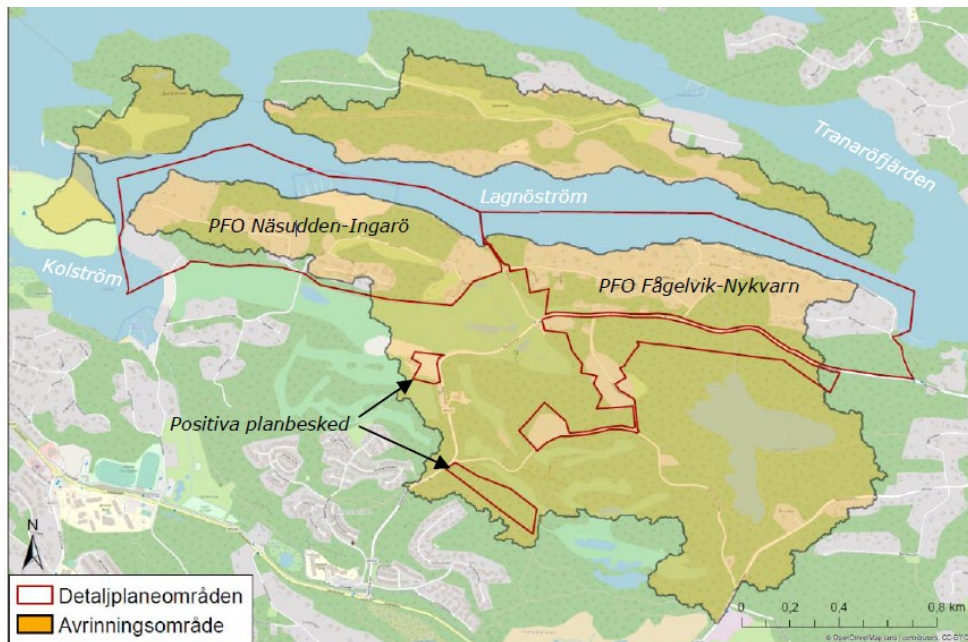 Tranaröfjärden
Lagnöström
PFO Näsudden-Ingarö
Kolström
PFO Fågelvik-Nykvarn
Positiva planbesked
N
Detaljplaneområden
Avrinningsområde
0 0,2 0,4 0,8 km
© OpenStreetMap (and) contributors, CC-BY-